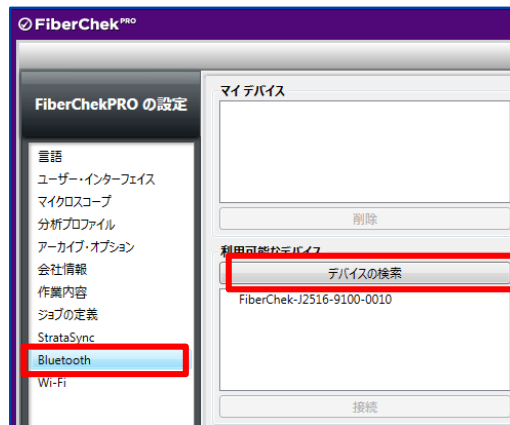 FiberChek PRO
マイ デバイス
FiberChekPRO の設定
言語
ユーザー・インターフェイス
マイクロスコープ
分析プロファイル
アーカイブ・オプション
会社情報
作業内容
ジョブの定義
StrataSync
Bluetooth
Wi-Fi
削除
利用可能なデバイス
デバイスの検索
FiberChek-J2516-9100-0010
接続